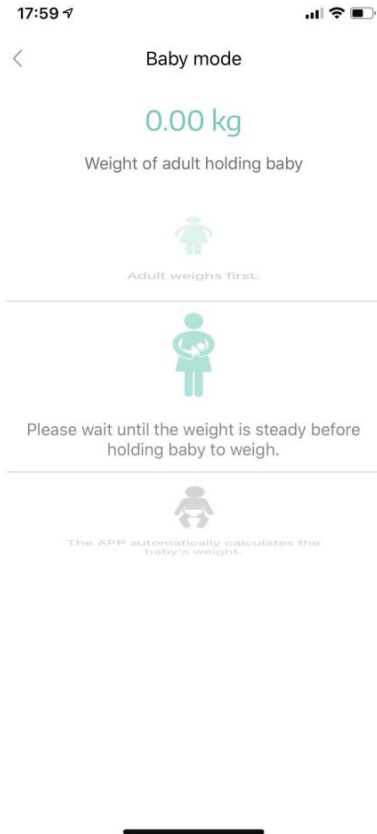 17:59
Baby mode
0.00 kg
Weight of adult holding baby
Adult weighs first.
Please wait until the weight is steady before
holding baby to weigh.
The APP automatically calculates the
baby's weight.